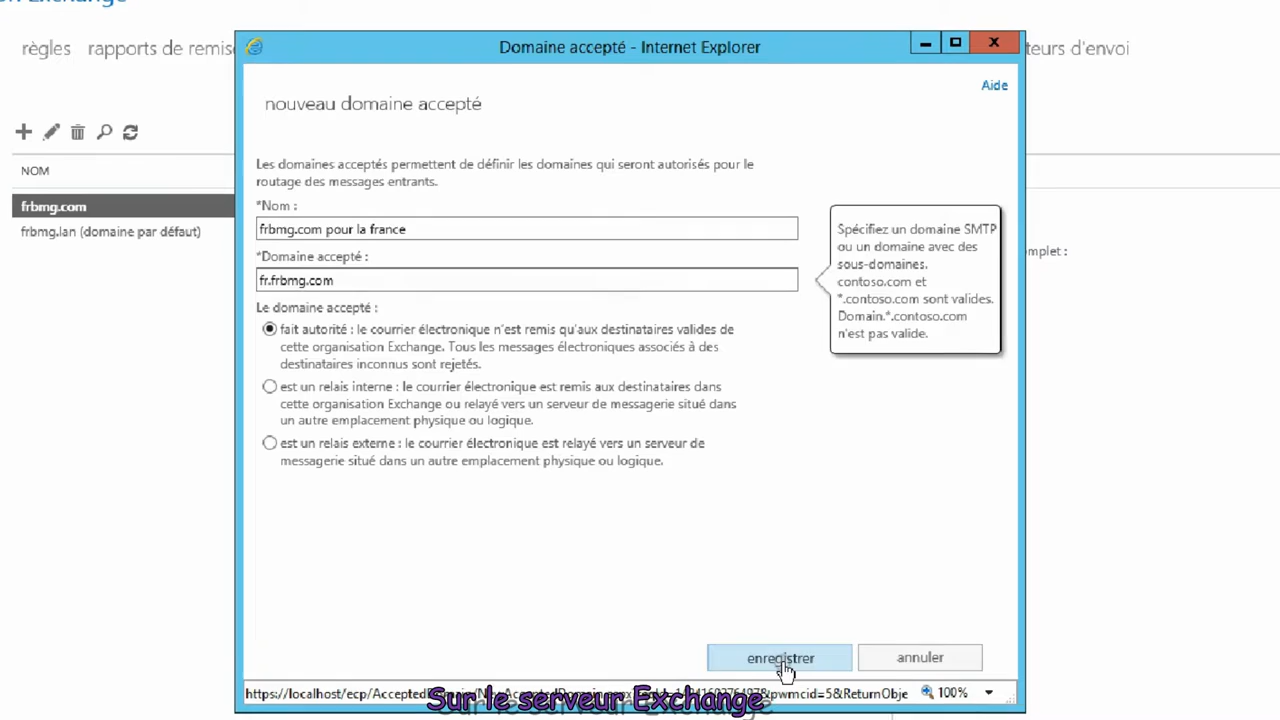 Exchange
règles rapports de remise
teurs d'envoi
Domaine accepté - Internet Explorer
Aide
nouveau domaine accepté
NOM
frbmg.com
frbmg.lan (domaine par défaut)
Les domaines acceptés permettent de définir les domaines qui seront autorisés pour le
routage des messages entrants.
*Nom :
frbmg.com pour la france
*Domaine accepté :
fr.frbmg.com
Spécifiez un domaine SMTP
ou un domaine avec des
sous-domaines.
contoso.com et
*.contoso.com sont valides.
Domain.*.contoso.com
n'est pas valide.
mplet :
Le domaine accepté :
fait autorité : le courrier électronique n'est remis qu'aux destinataires valides de
cette organisation Exchange. Tous les messages électroniques associés à des
destinataires inconnus sont rejetés.
est un relais interne : le courrier électronique est remis aux destinataires dans
cette organisation Exchange ou relayé vers un serveur de messagerie situé dans
un autre emplacement physique ou logique.
est un relais externe : le courrier électronique est relayé vers un serveur de
messagerie situé dans un autre emplacement physique ou logique.
enregistrer annuler
https://localhost/ecp/Accepted pwmcid=5&ReturnObje 100%
Sur le serveur Exchange